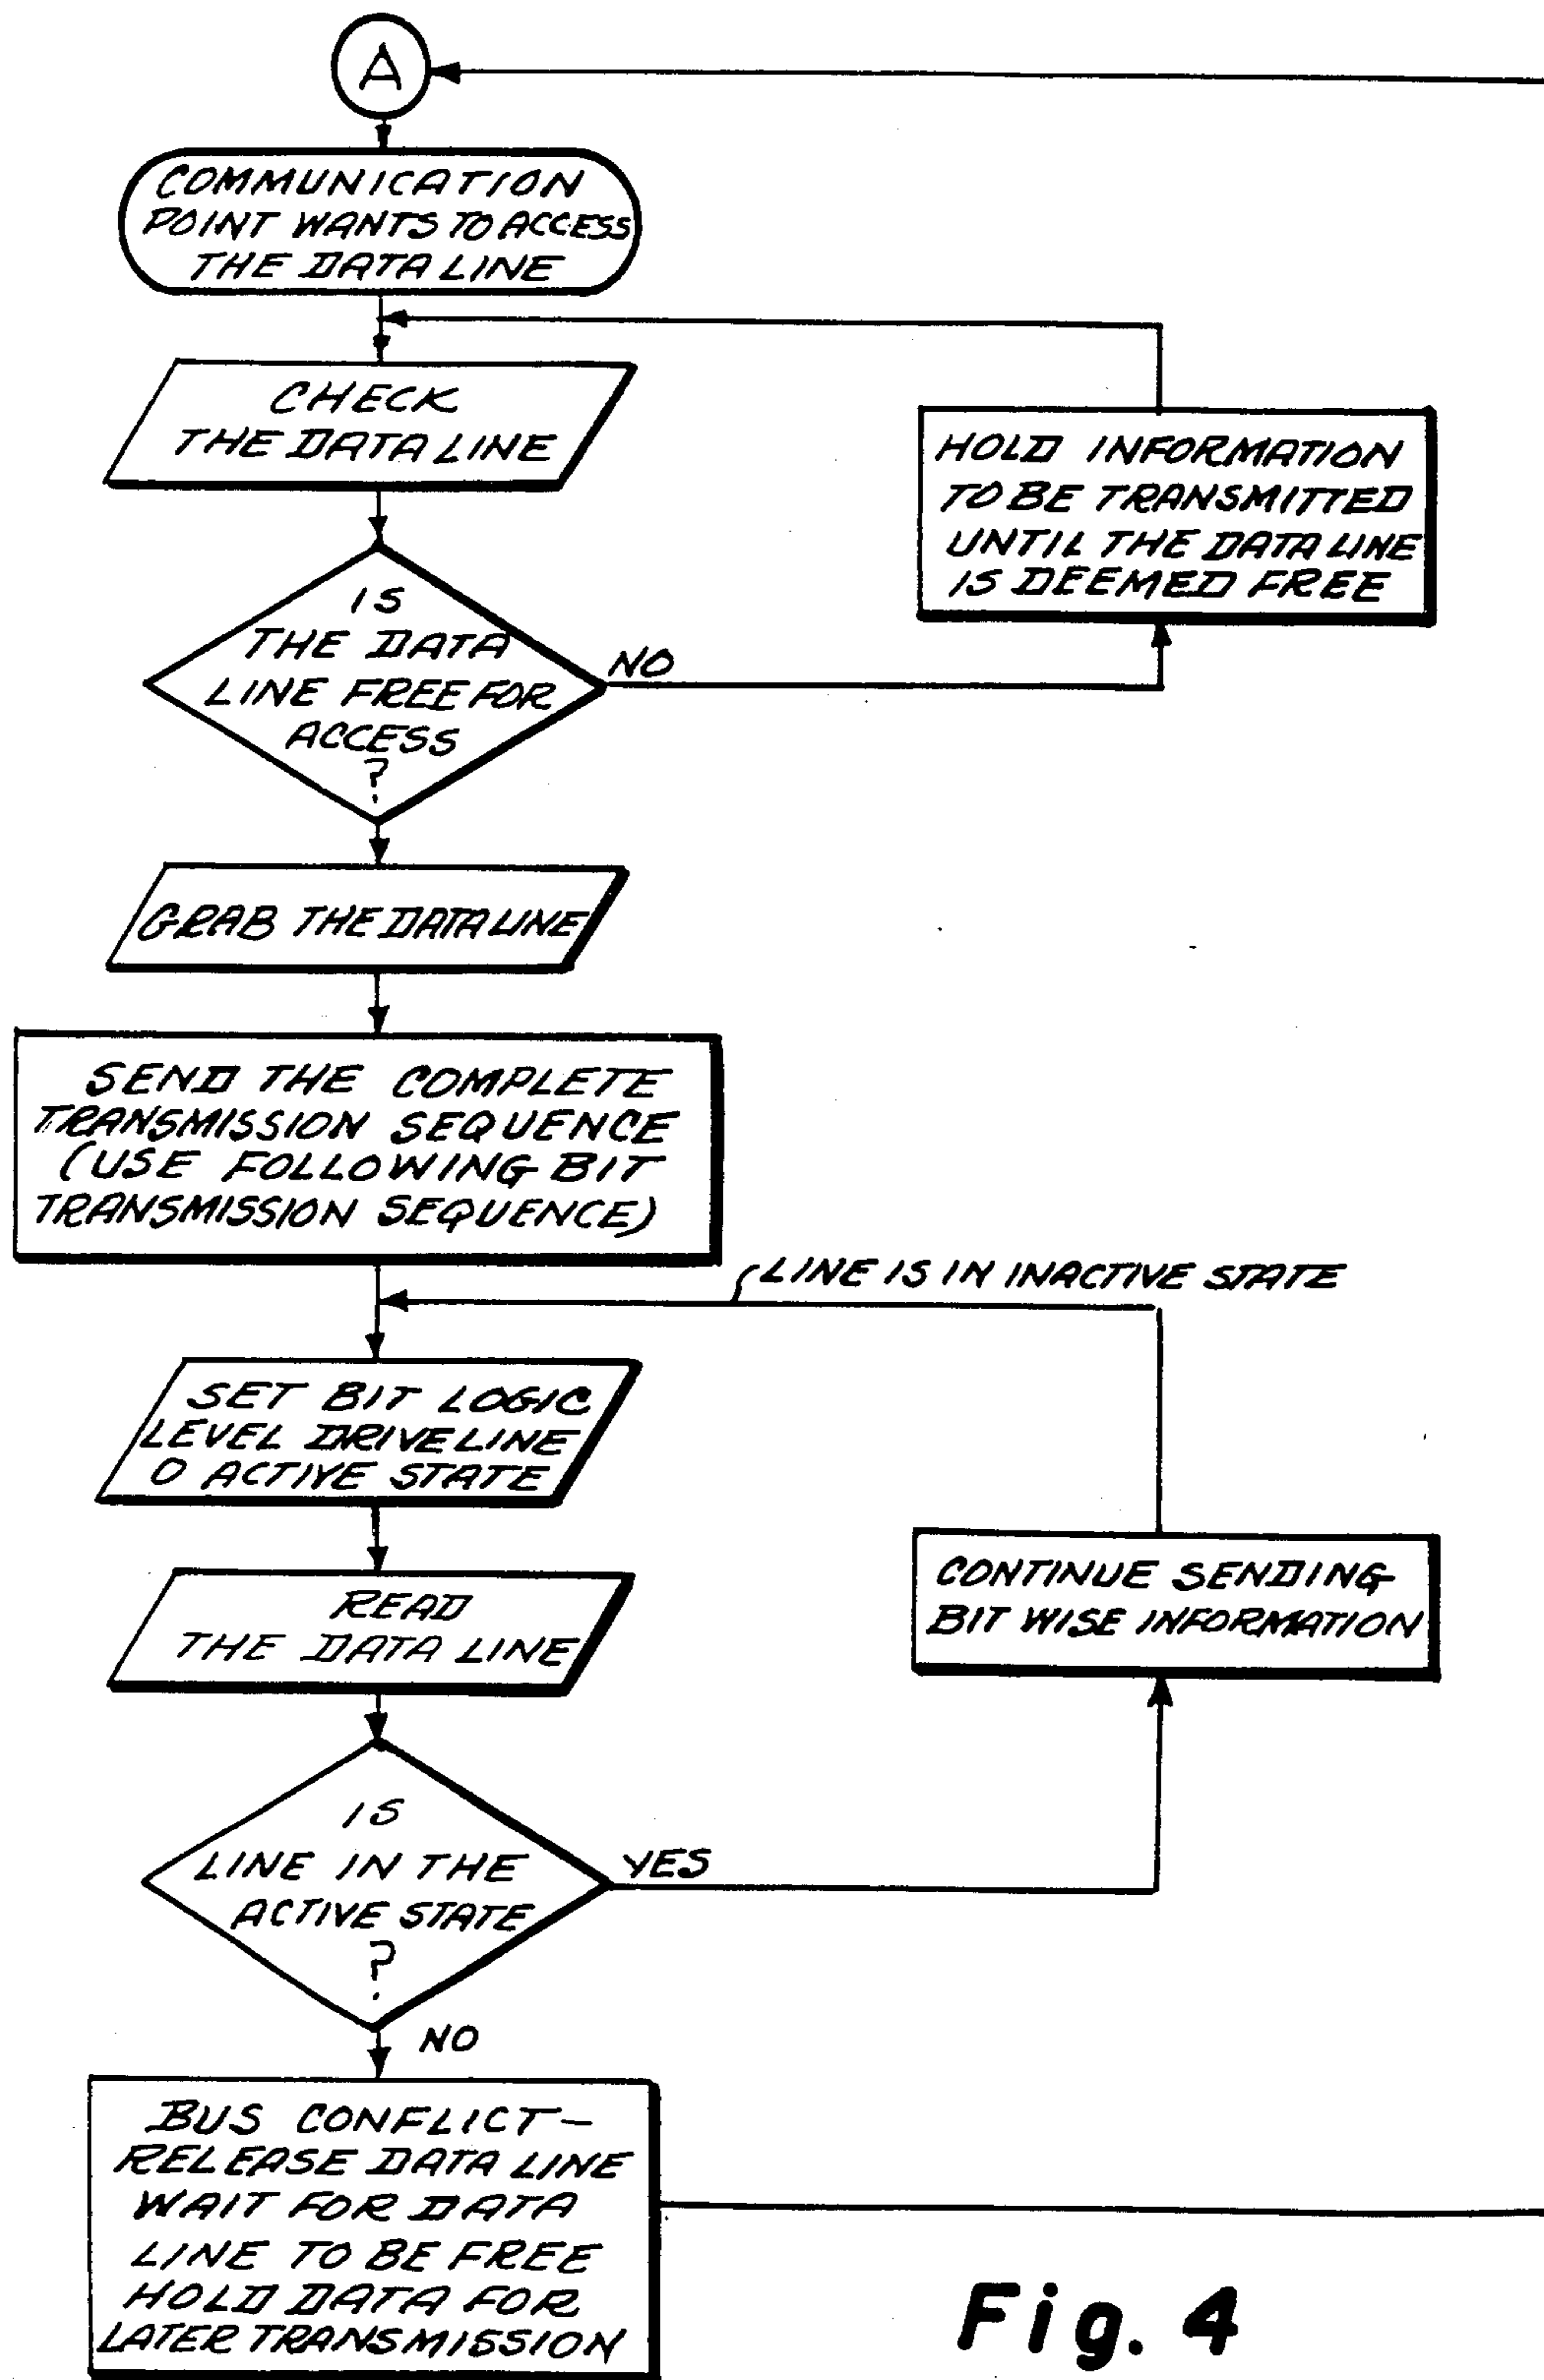 A
COMMUNICATION
POINT WANTS TO ACCESS
THE DATA LINE
CHECK
THE DATA LINE
HOLD INFORMATION
TO BE TRANSMITTED
UNTIL THE DATA LINE
IS DEEMED FREE
IS
THE DATA
LINE FREE FOR
ACCESS
?
NO
GRAB THE DATA LINE
SEND THE COMPLETE
TRANSMISSION SEQUENCE
(USE FOLLOWING BIT
TRANSMISSION SEQUENCE)
LINE IS IN INACTIVE STATE
SET BIT LOGIC
LEVEL DRIVE LINE
O ACTIVE STATE
READ
THE DATA LINE
CONTINUE SENDING
BIT WISE INFORMATION
IS
LINE IN THE
ACTIVE STATE
?
YES
NO
BUS CONFLICT-
RELEASE DATA LINE
WAIT FOR DATA
LINE TO BE FREE
HOLD DATA FOR
LATER TRANSMISSION
Fig. 4